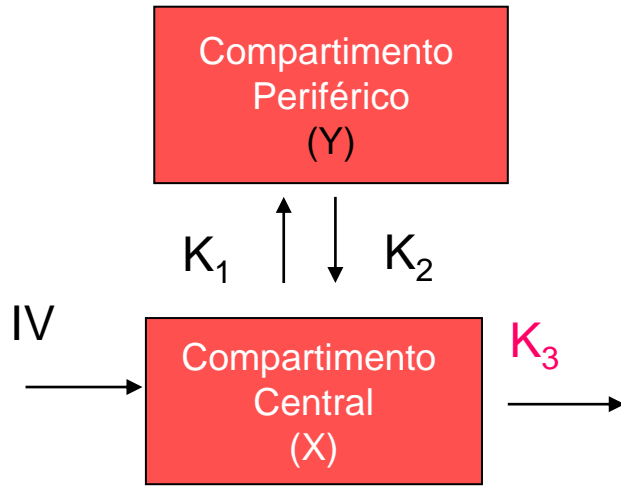 Compartimento
Periférico
(Y)
K₁
K₂
IV
Compartimento
Central
(X)
K₃